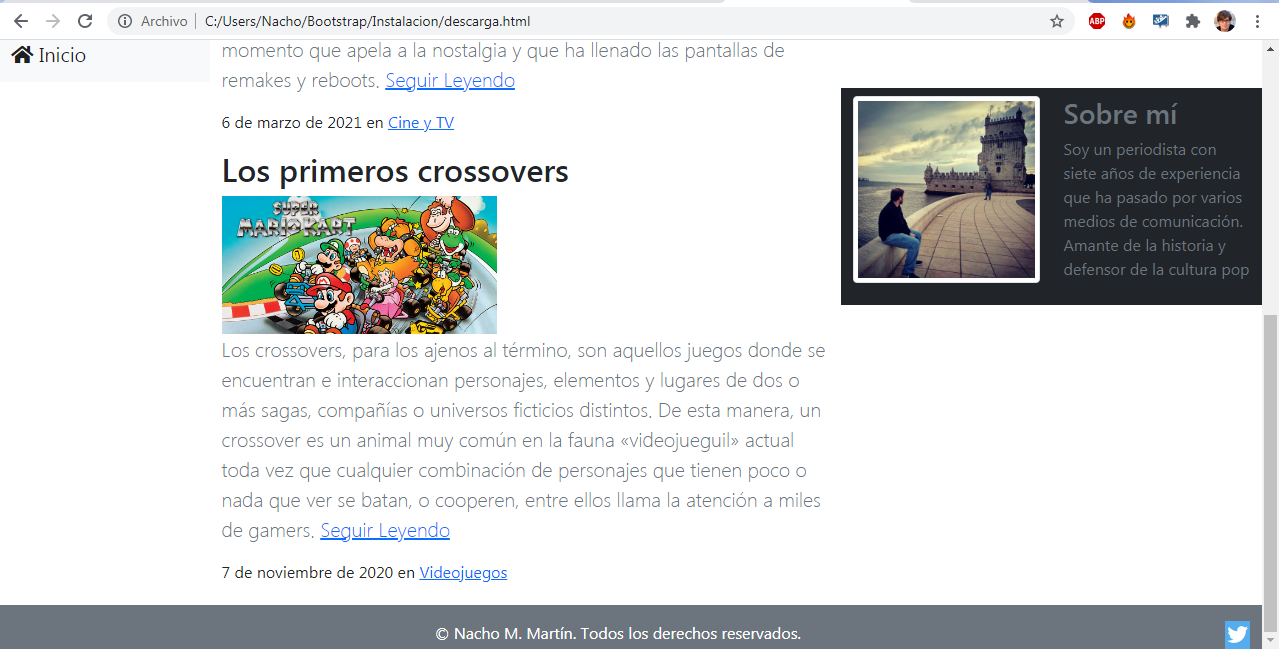 Archivo | C:/Users/Nacho/Bootstrap/Instalacion/descarga.html
ABP
Inicio
momento que apela a la nostalgia y que ha llenado las pantallas de
remakes y reboots. Seguir Leyendo
6 de marzo de 2021 en Cine y TV
Los primeros crossovers
SUPER
MARIO KART
Los crossovers, para los ajenos al término, son aquellos juegos donde se
encuentran e interaccionan personajes, elementos y lugares de dos o
más sagas, compañías o universos ficticios distintos. De esta manera, un
crossover es un animal muy común en la fauna «videojueguil» actual
toda vez que cualquier combinación de personajes que tienen poco o
nada que ver se batan, o cooperen, entre ellos llama la atención a miles
de gamers. Seguir Leyendo
7 de noviembre de 2020 en Videojuegos
Sobre mí
Soy un periodista con
siete años de experiencia
que ha pasado por varios
medios de comunicación.
Amante de la historia y
defensor de la cultura pop
© Nacho M. Martín. Todos los derechos reservados.